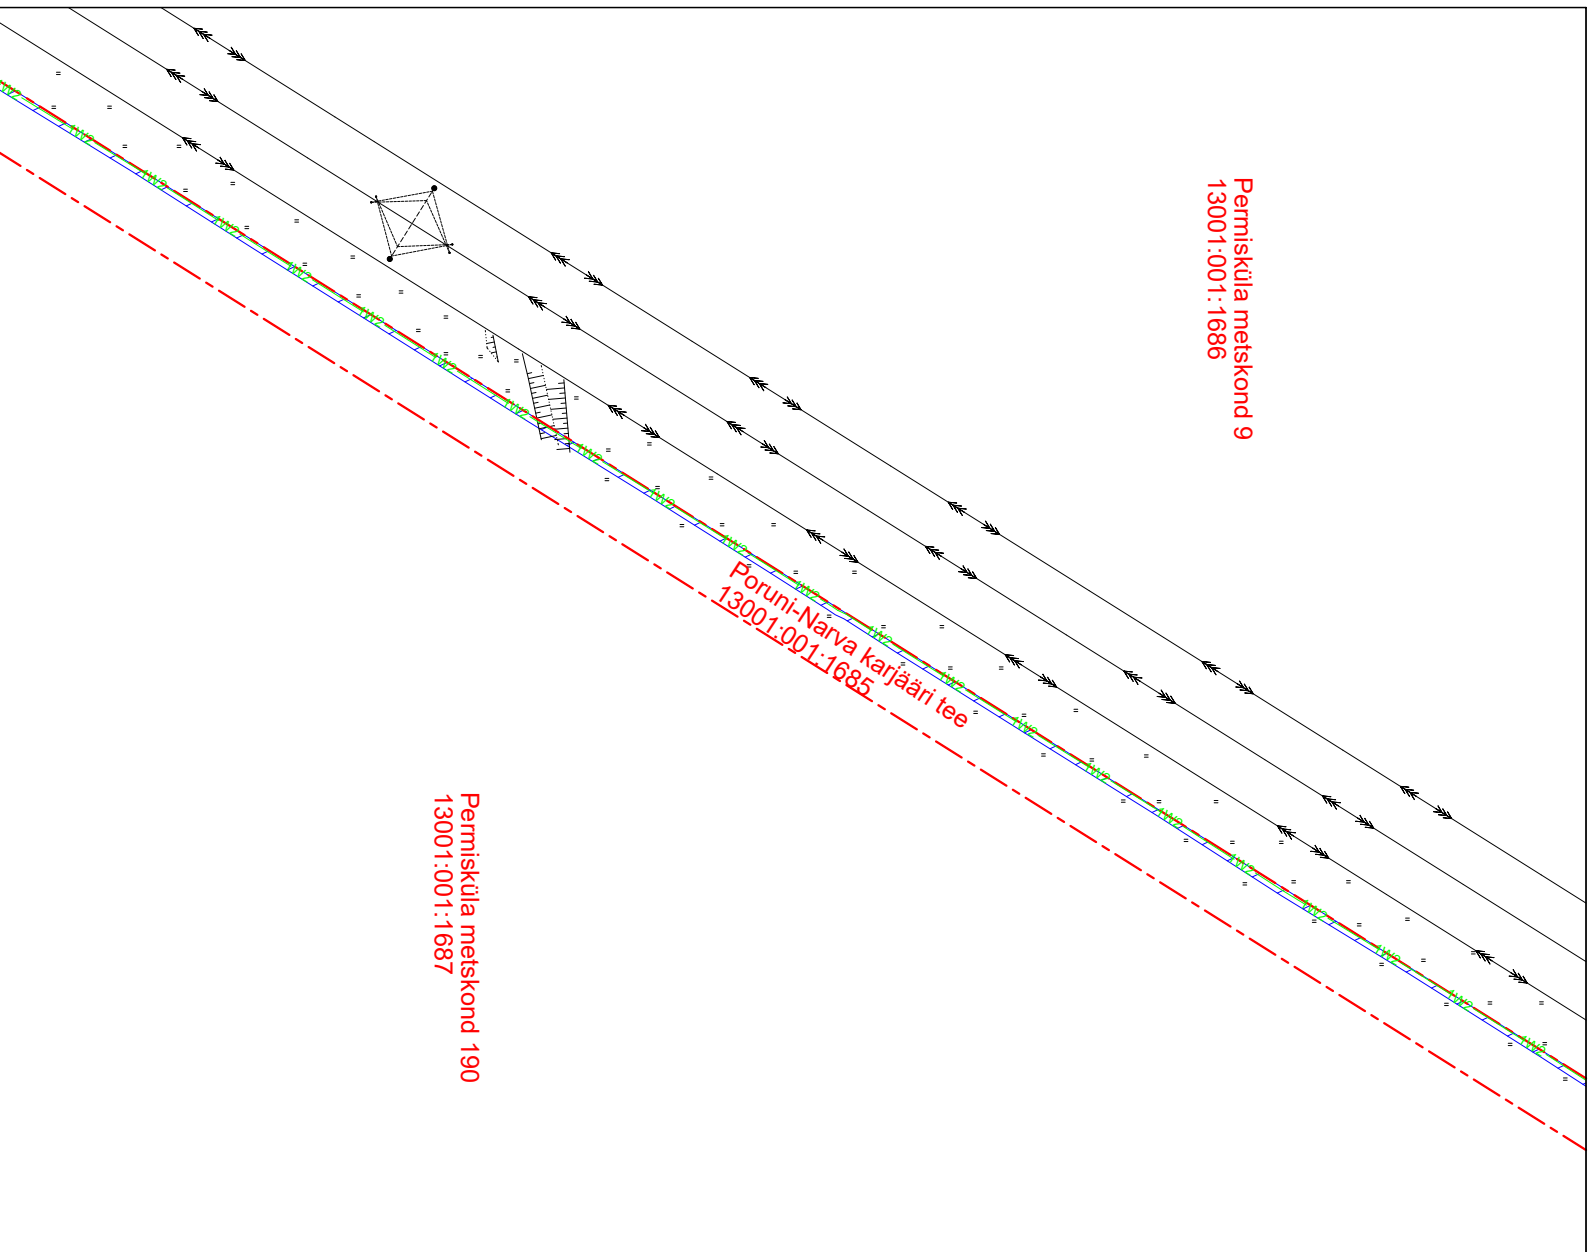 Permisküla metskond 9
13001:001:1686
Poruni-Narva karjääri tee
13001:001:1685
Permisküla metskond 190
13001:001:1687